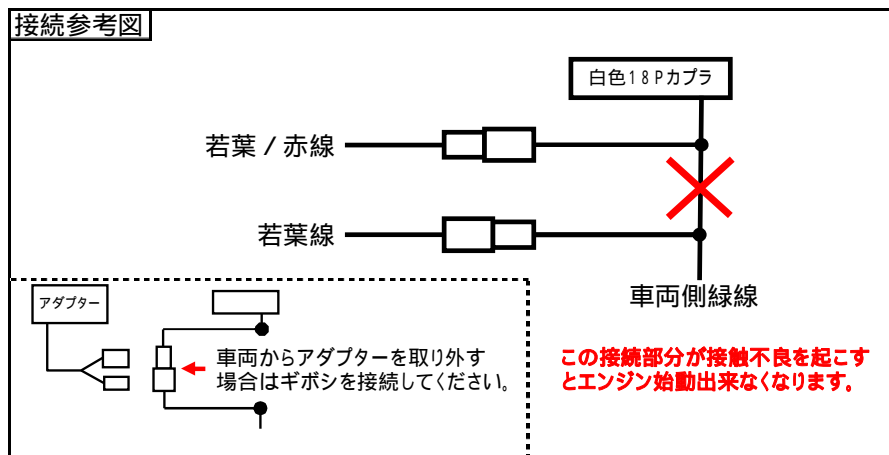 接続参考図
白色18Pカプラ
若葉 / 赤線
若葉線
車両側緑線
アダプター
車両からアダプターを取り外す
場合はギボシを接続してください。
この接続部分が接触不良を起こす
とエンジン始動出来なくなります。